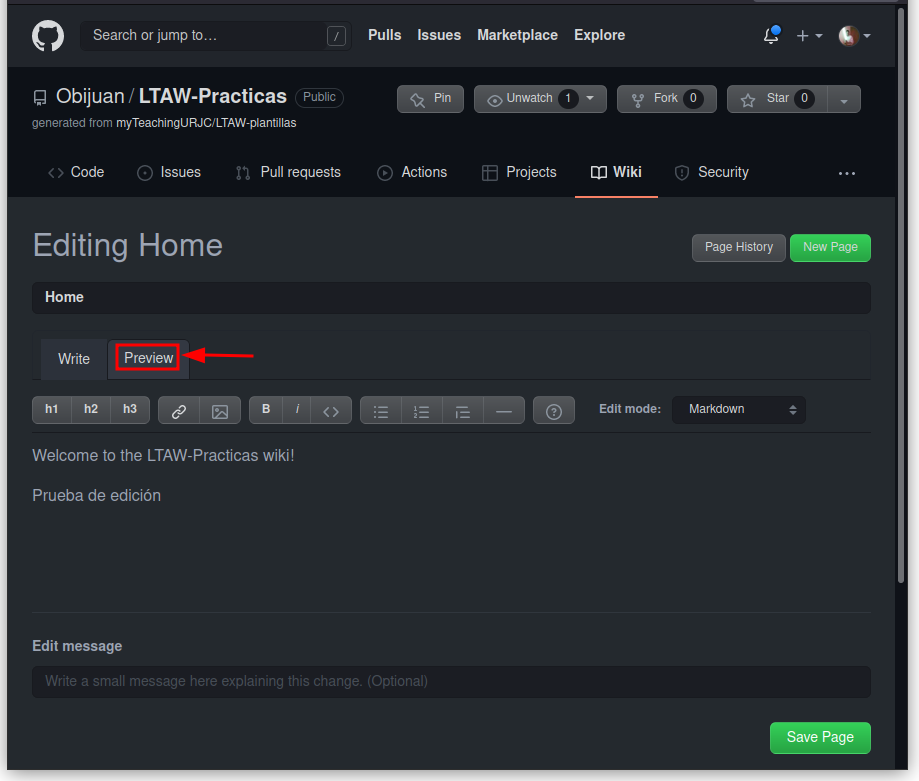 Search or jump to… / Pulls Issues Marketplace Explore
Obijuan / LTAW-Practicas Public Pin Unwatch 1 Fork 0 Star 0
generated from myTeachingURJC/LTAW-plantillas
Code Issues Pull requests Actions Projects Wiki Security ...
Editing Home Page History New Page
Home
Write Preview
h1 h2 h3 B i <> ? Edit mode: Markdown
Welcome to the LTAW-Practicas wiki!
Prueba de edición
Edit message
Write a small message here explaining this change. (Optional)
Save Page